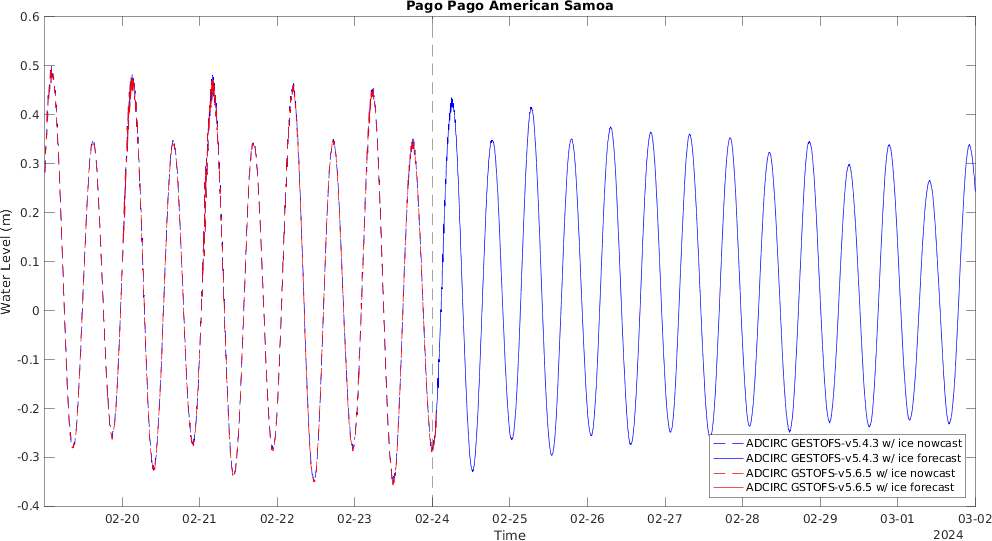 Pago Pago American Samoa
0.6
0.5
0.4
0.3
0.2
0.1
0
-0.1
-0.2
-0.3
-0.4
Water Level (m)
ADCIRC GESTOFS-v5.4.3 w/ ice nowcast
ADCIRC GESTOFS-v5.4.3 w/ ice forecast
ADCIRC GSTOFS-v5.6.5 w/ ice nowcast
ADCIRC GSTOFS-v5.6.5 w/ ice forecast
02-20 02-21 02-22 02-23 02-24 02-25 02-26 02-27 02-28 02-29 03-01 03-02
Time
2024